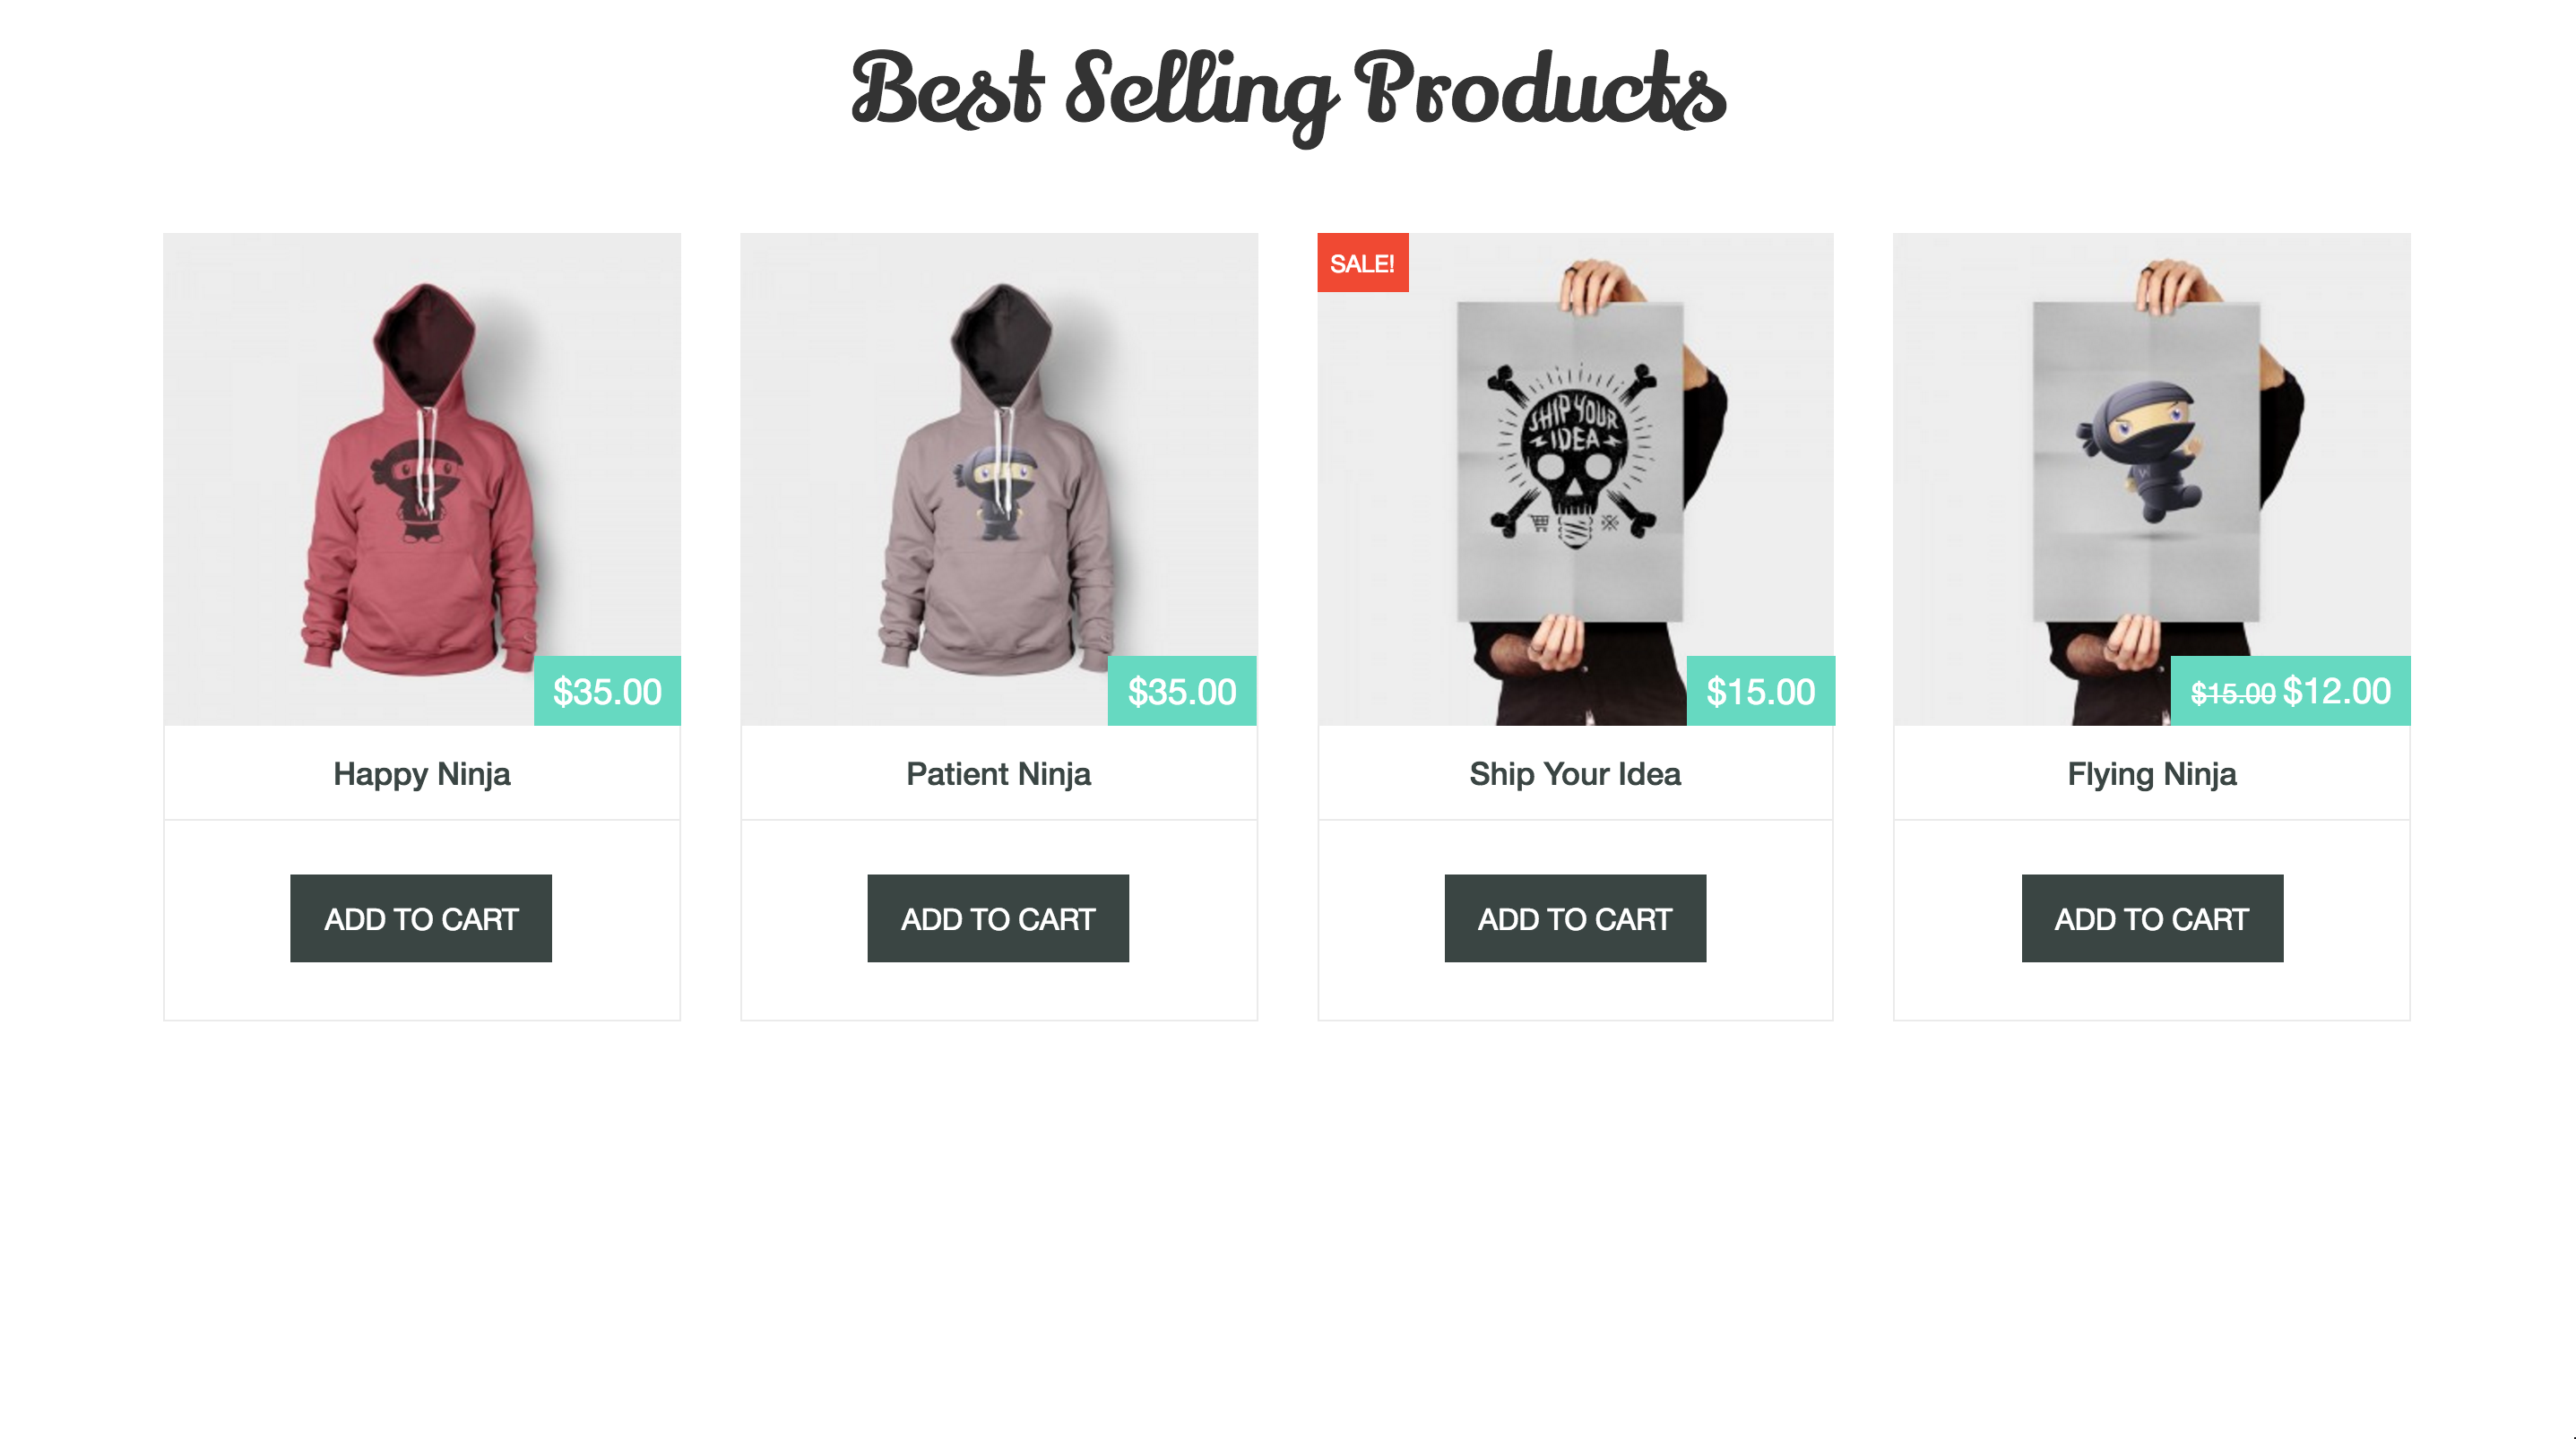 Best Selling Products
SALE!
SHIP YOUR
IDEA
$35.00
$35.00
$15.00
$15.00 $12.00
Happy Ninja
Patient Ninja
Ship Your Idea
Flying Ninja
ADD TO CART
ADD TO CART
ADD TO CART
ADD TO CART